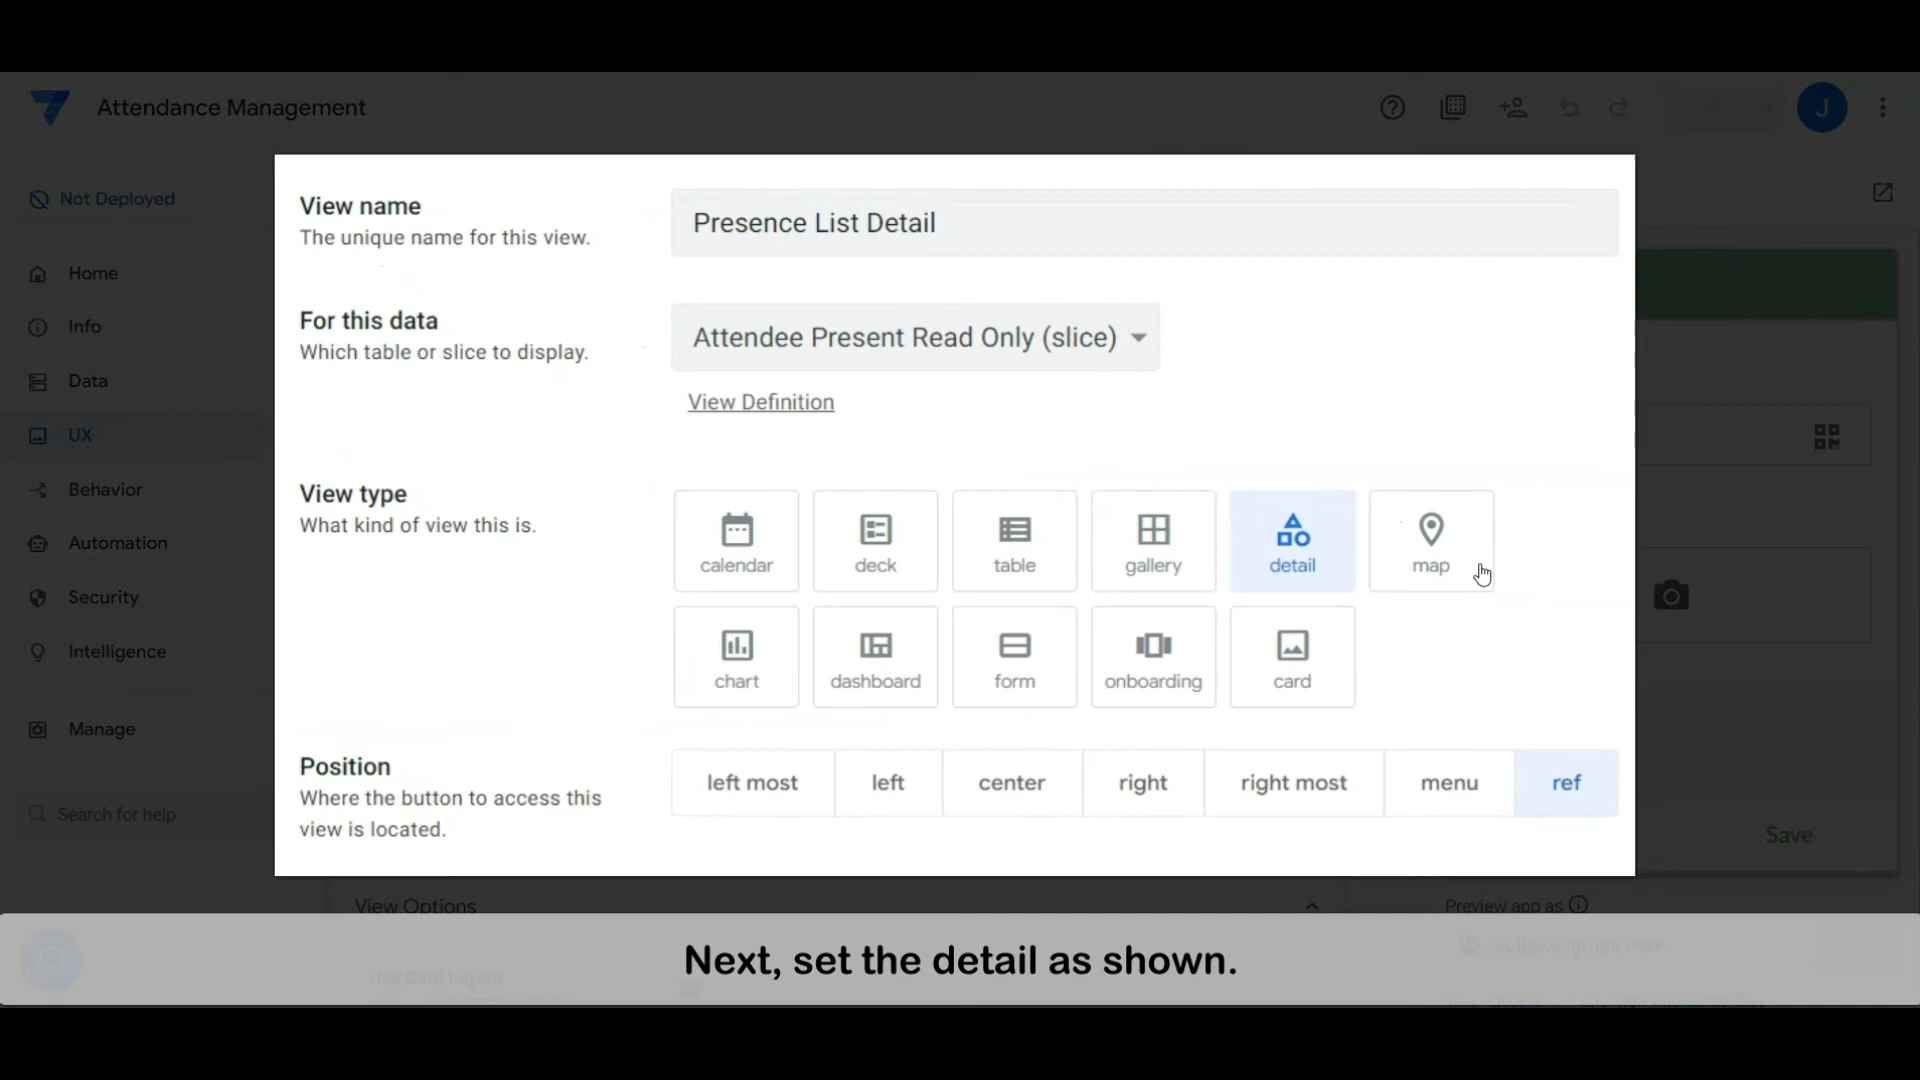 Attendance Management
J
Not Deployed
Home
Info
Data
UX
Behavior
Automation
Security
Intelligence
Manage
Search for help
View name
The unique name for this view.
Presence List Detail
For this data
Which table or slice to display.
Attendee Present Read Only (slice)
View Definition
View type
What kind of view this is.
calendar
deck
table
gallery
detail
map
chart
dashboard
form
onboarding
card
Position
Where the button to access this
view is located.
left most
left
center
right
right most
menu
ref
Save
View Options
Preview app as
Use Card Layout
Next, set the detail as shown.